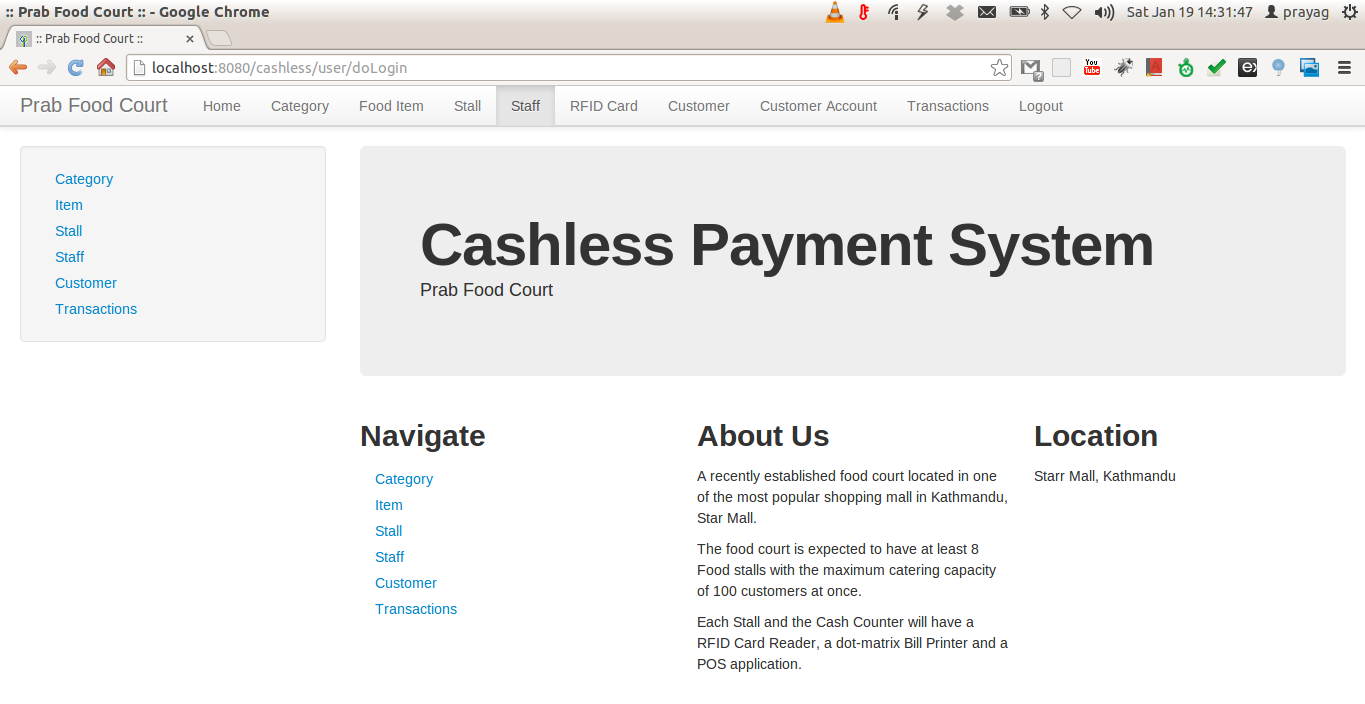 :: Prab Food Court :: - Google Chrome
Sat Jan 19 14:31:47 prayag
:: Prab Food Court ::
localhost:8080/cashless/user/doLogin
You
Tube
Prab Food Court Home Category Food Item Stall Staff RFID Card Customer Customer Account Transactions Logout
Category
Item
Stall
Staff
Customer
Transactions
Cashless Payment System
Prab Food Court
Navigate
Category
Item
Stall
Staff
Customer
Transactions
About Us
A recently established food court located in one
of the most popular shopping mall in Kathmandu,
Star Mall.
The food court is expected to have at least 8
Food stalls with the maximum catering capacity
of 100 customers at once.
Each Stall and the Cash Counter will have a
RFID Card Reader, a dot-matrix Bill Printer and a
POS application.
Location
Starr Mall, Kathmandu